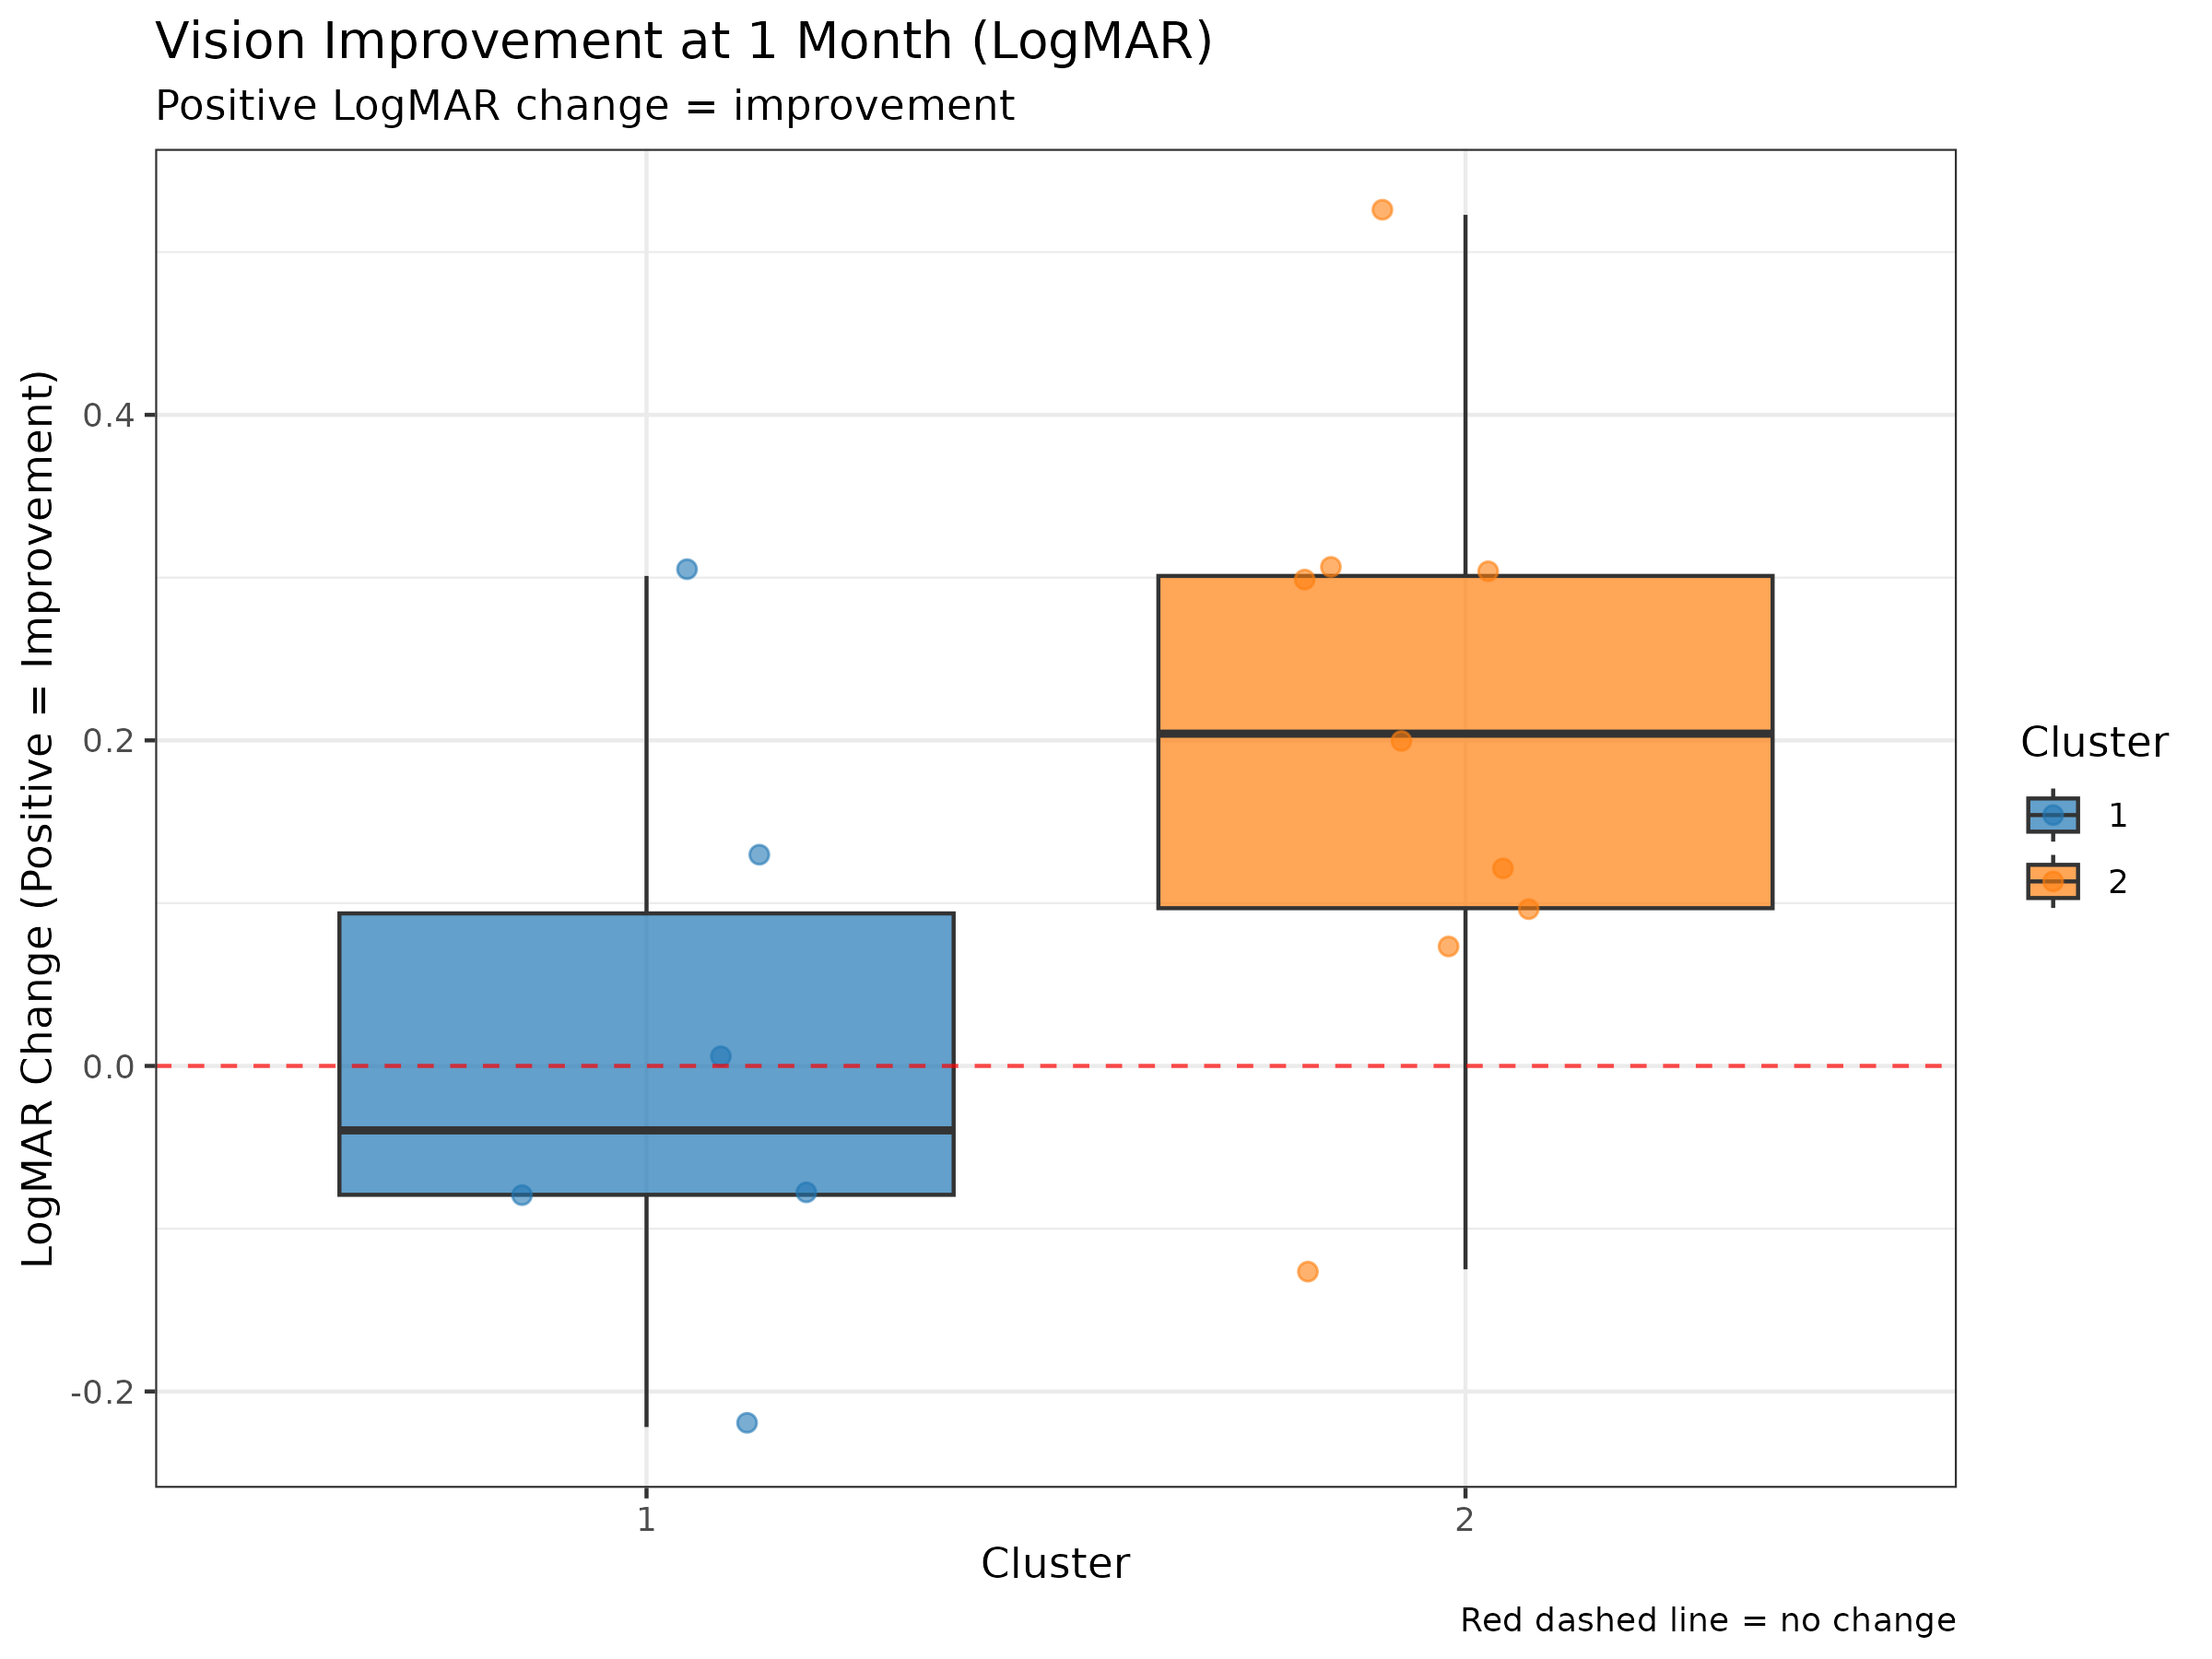 Vision Improvement at 1 Month (LogMAR)
Positive LogMAR change = improvement
LogMAR Change (Positive = Improvement)
0.4
0.2
0.0
-0.2
1
2
Cluster
Cluster
1
2
Red dashed line = no change